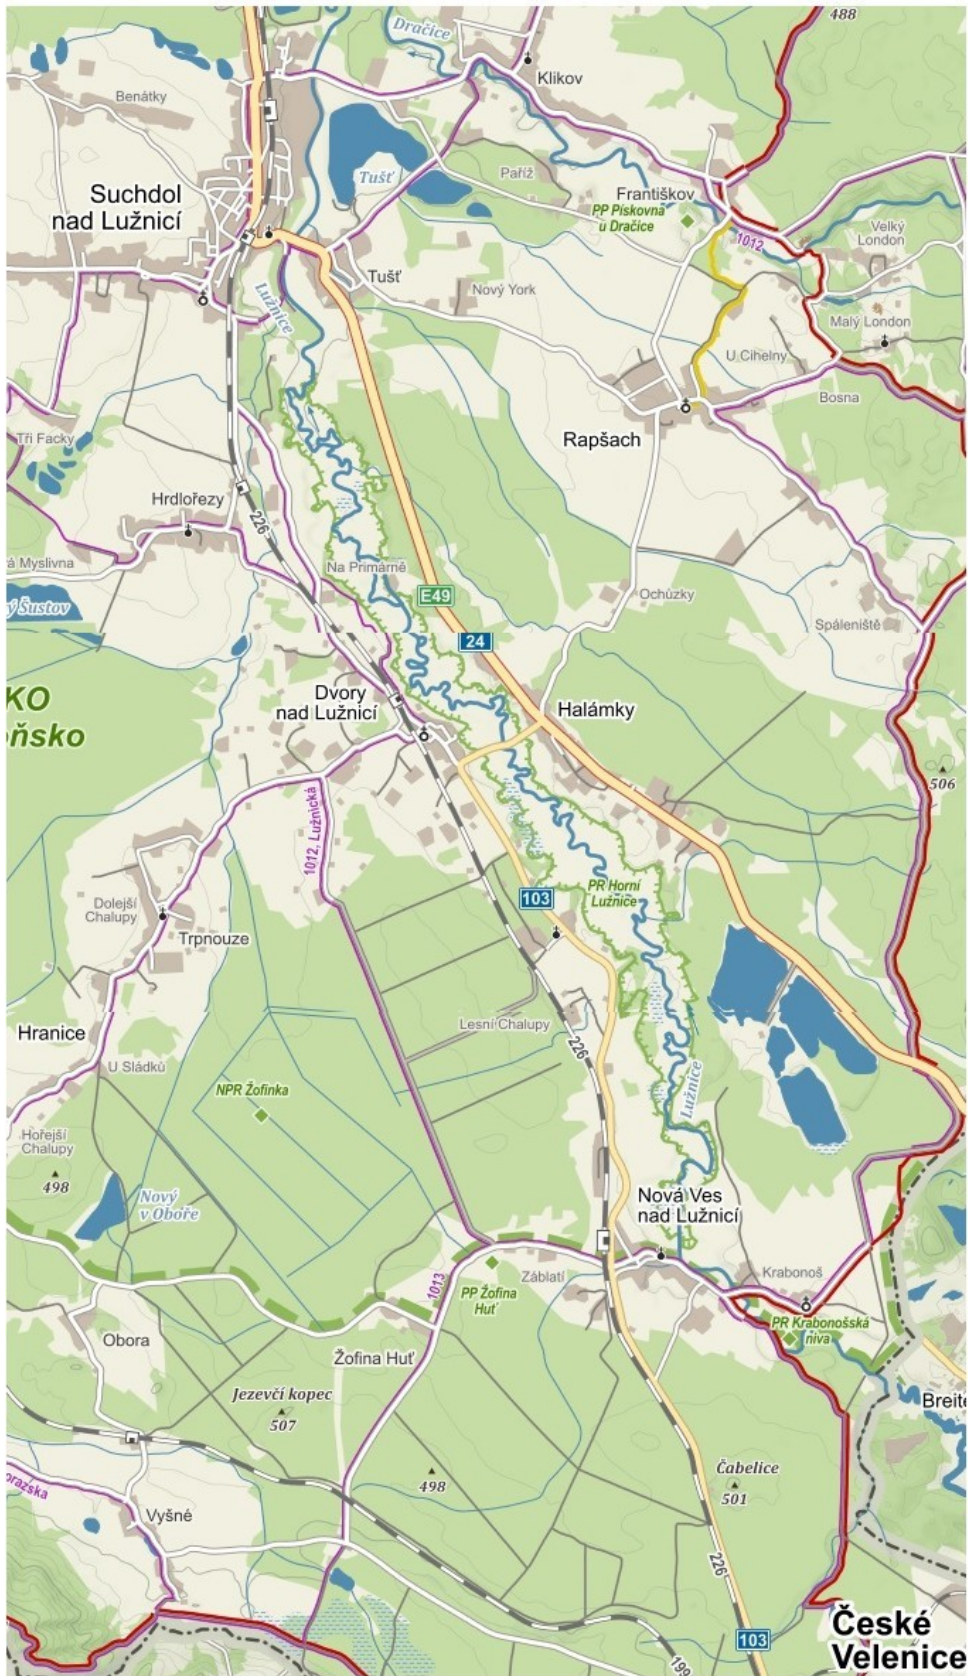 Dračice
488
Klikov
Benátky
Suchdol
nad Lužnicí
Tušť
Paříž
Františkov
PP Pískovna
u Dračice
1012
Velký
London
Tušť
Nový York
Lužnice
Malý London
U Cihelny
Bosna
Rapšach
Tři Facky
Hrdlořezy
226
Na Primárně
E49
Ochůzky
Spáleniště
24
Dvory
nad Lužnicí
Halámky
506
1012, Lužnická
103
PR Horní
Lužnice
Dolejší
Chalupy
Trpnouze
Hranice
Lesní Chalupy
226
U Sládků
NPR Žofinka
Lužnice
Hořejší
Chalupy
498
Nový
v Oboře
Nová Ves
nad Lužnicí
1013
Záblatí
Krabonoš
PP Žofina
Huť
PR Krabonošská
niva
Obora
Žofina Huť
Jezevčí kopec
507
Breite
498
Čabelice
501
Vyšné
226
České
Velenice
103
199